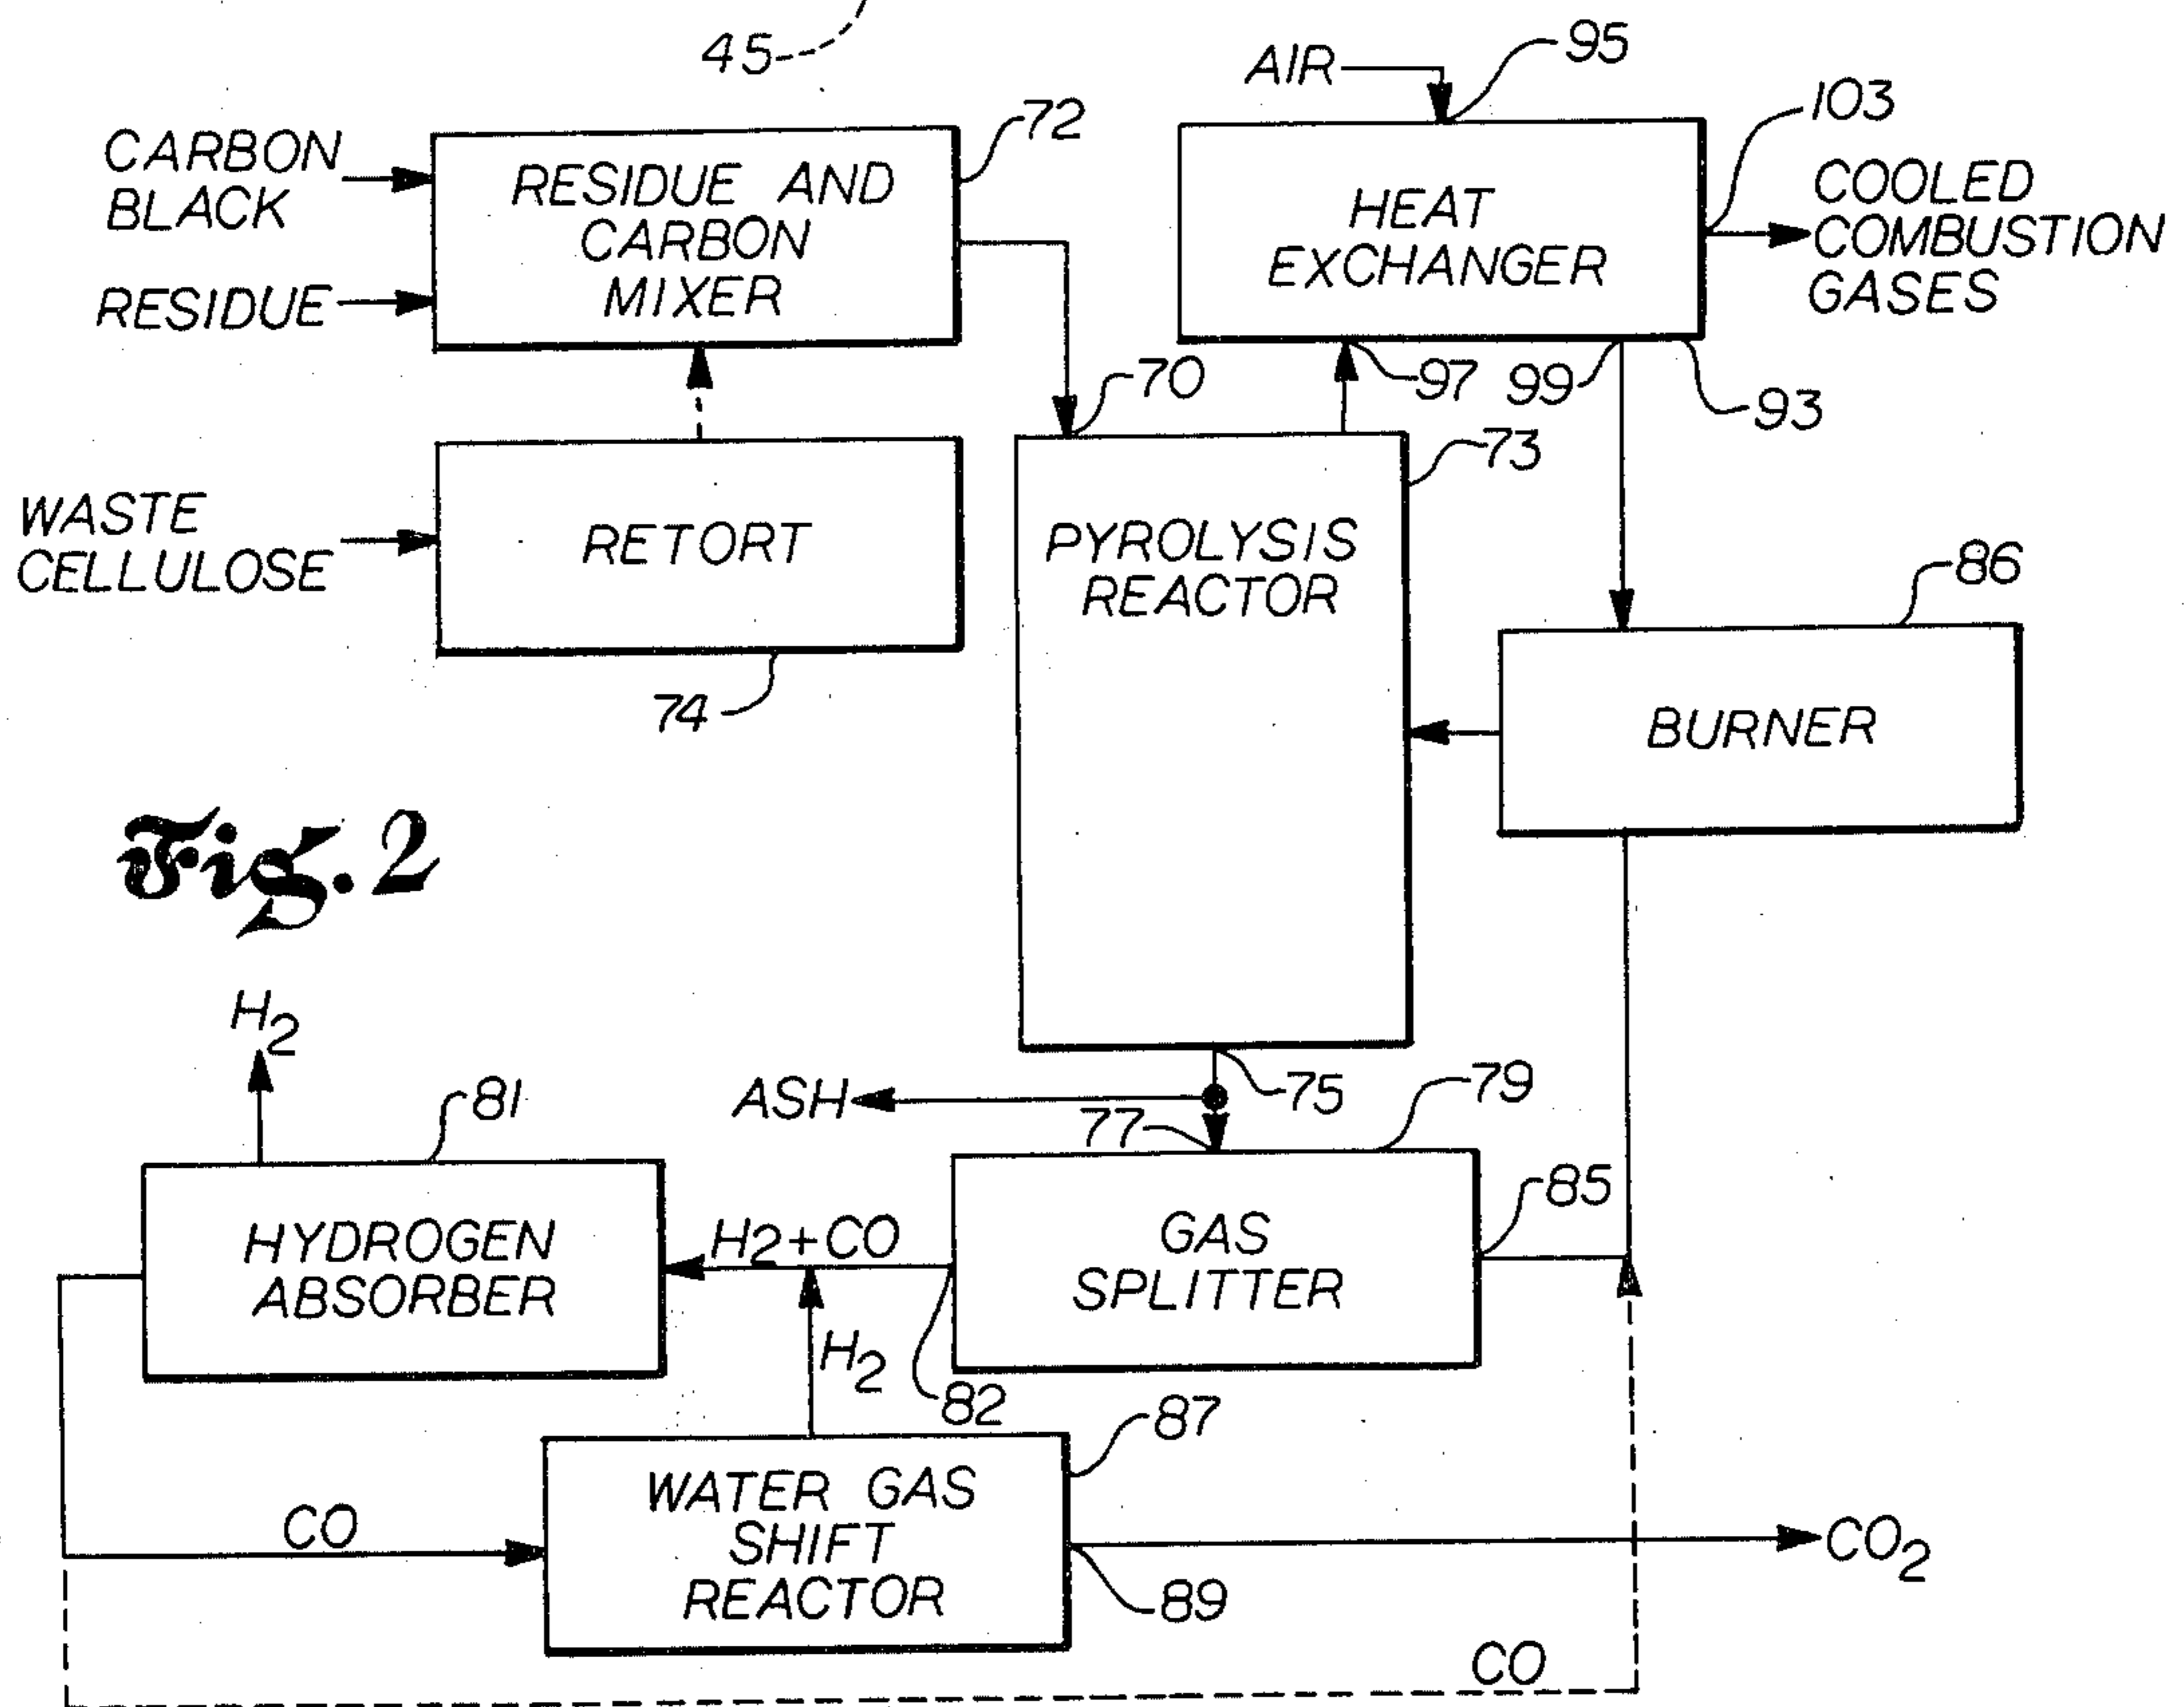 45
AIR
95
103
CARBON
BLACK
72
RESIDUE AND
CARBON
MIXER
HEAT
EXCHANGER
COOLED
COMBUSTION
GASES
RESIDUE
70
97
99
93
73
WASTE
CELLULOSE
RETORT
PYROLYSIS
REACTOR
86
74
BURNER
Fig. 2
H2
81
ASH
75
79
77
85
HYDROGEN
ABSORBER
H2+CO
GAS
SPLITTER
H2
82
87
CO
WATER GAS
SHIFT
REACTOR
CO2
89
CO